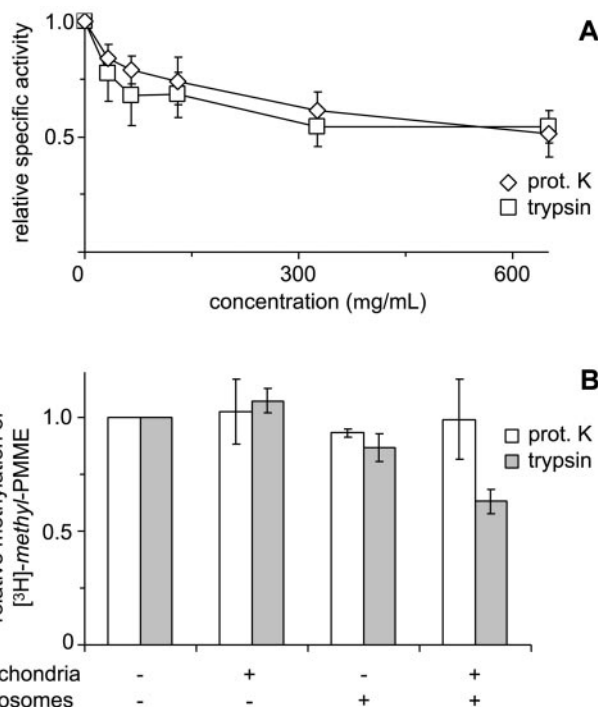 A
1.0
0.5
relative specific activity
prot. K
trypsin
0 300 600
concentration (mg/mL)
B
1.0
0.5
0
[³H]-methyl-PMME
prot. K
trypsin
- + - +
- - + +